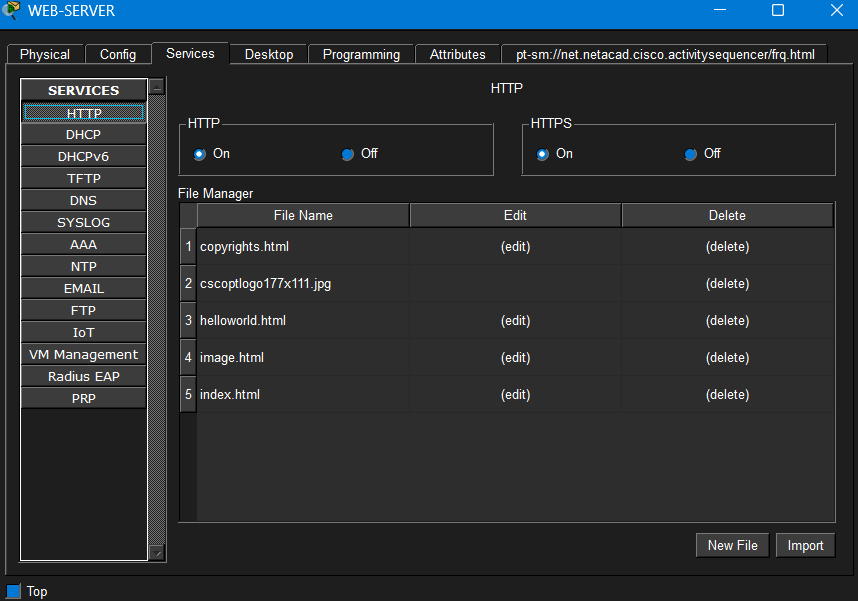 WEB-SERVER
Physical Config Services Desktop Programming Attributes pt-sm://net.netacad.cisco.activitysequencer/frq.html
SERVICES
HTTP
DHCP
DHCPv6
TFTP
DNS
SYSLOG
AAA
NTP
EMAIL
FTP
IoT
VM Management
Radius EAP
PRP
HTTP
HTTP
On Off
HTTPS
On Off
File Manager
File Name Edit Delete
1 copyrights.html (edit) (delete)
2 cscoptlogo177x111.jpg (delete)
3 helloworld.html (edit) (delete)
4 image.html (edit) (delete)
5 index.html (edit) (delete)
New File Import
Top